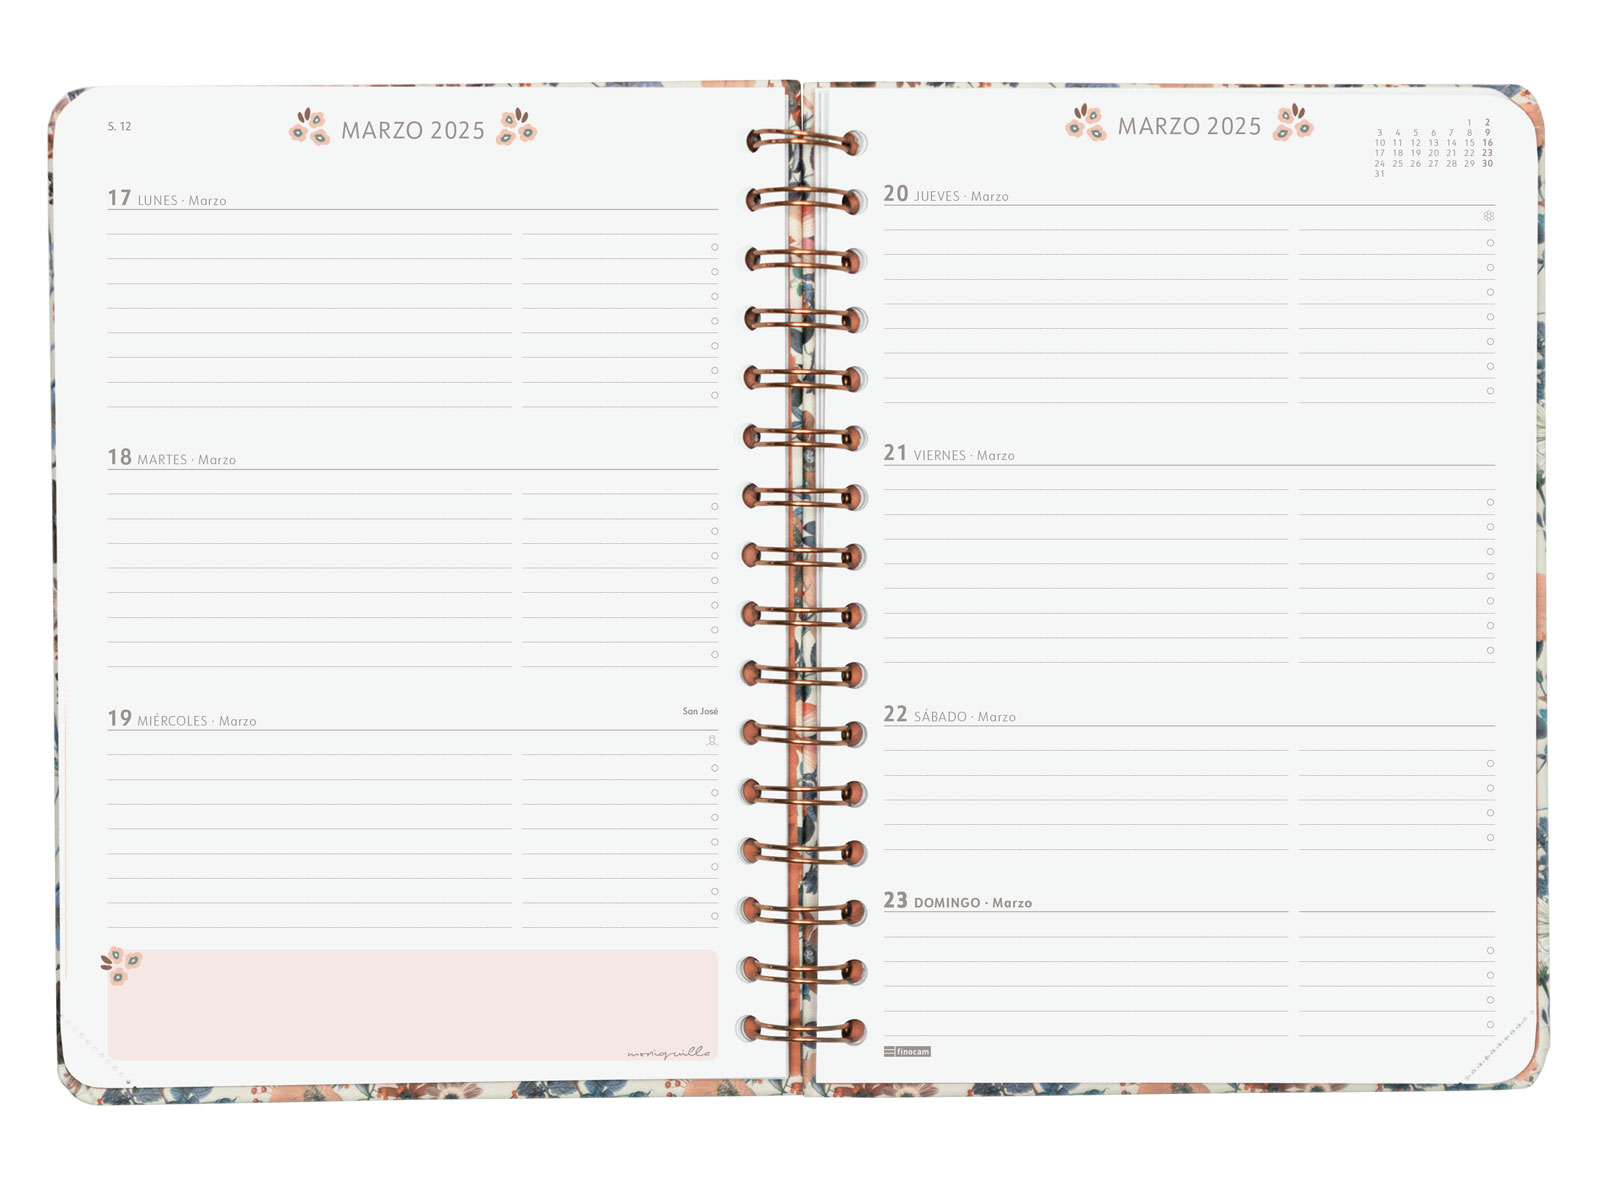 S. 12
MARZO 2025
17 LUNES · Marzo
18 MARTES · Marzo
19 MIÉRCOLES · Marzo
San José
moniquilla
MARZO 2025
1 2
3 4 5 6 7 8 9
10 11 12 13 14 15 16
17 18 19 20 21 22 23
24 25 26 27 28 29 30
31
20 JUEVES · Marzo
21 VIERNES · Marzo
22 SÁBADO · Marzo
23 DOMINGO · Marzo
finocam